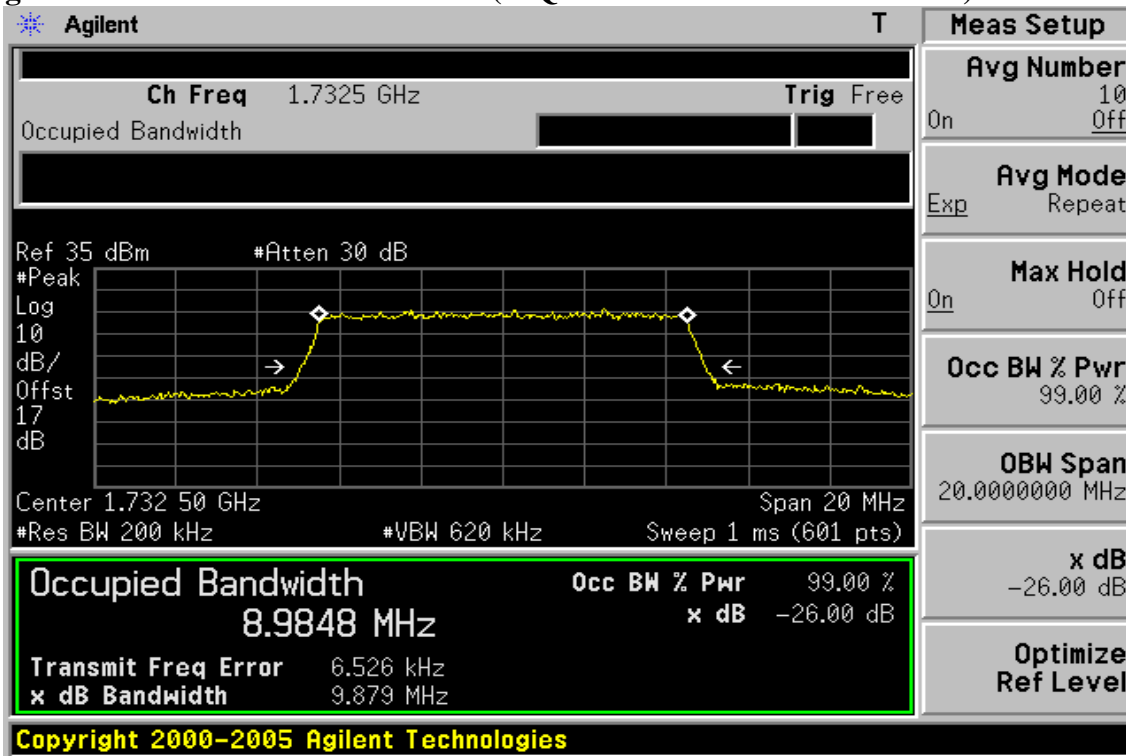 Agilent T
Ch Freq 1.7325 GHz Trig Free
Occupied Bandwidth
Ref 35 dBm #Atten 30 dB
#Peak
Log
10
dB/
Offst
17
dB
Center 1.732 50 GHz Span 20 MHz
#Res BW 200 kHz #VBW 620 kHz Sweep 1 ms (601 pts)
Occupied Bandwidth Occ BW % Pwr 99.00 %
8.9848 MHz x dB -26.00 dB
Transmit Freq Error 6.526 kHz
x dB Bandwidth 9.879 MHz
Copyright 2000-2005 Agilent Technologies
Meas Setup
Avg Number
10
On Off
Avg Mode
Exp Repeat
Max Hold
On Off
Occ BW % Pwr
99.00 %
OBW Span
20.0000000 MHz
x dB
-26.00 dB
Optimize
Ref Level